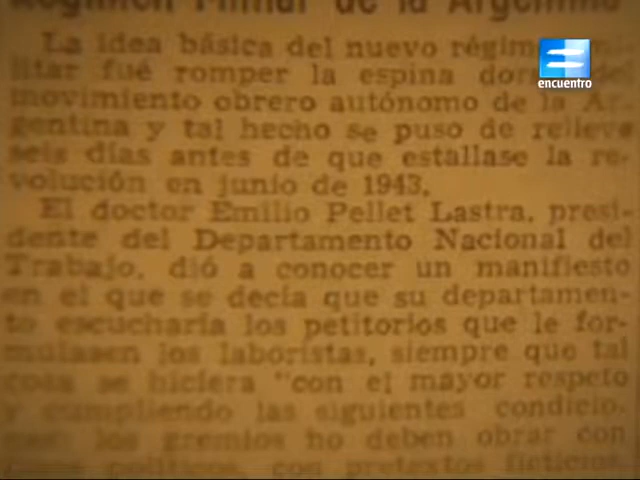 Régimen Militar de la Argentina
La idea básica del nuevo régimen mi-
litar fué romper la espina dorsal del
movimiento obrero autónomo de la Ar-
gentina y tal hecho se puso de relieve
seis días antes de que estallase la re-
volución en junio de 1943.
El doctor Emilio Pellet Lastra, presi-
dente del Departamento Nacional del
Trabajo, dió a conocer un manifiesto
en el que se decía que su departamen-
to escucharía los petitorios que le for-
mulasen los laboristas, siempre que tal
cosa se hiciera "con el mayor respeto
y cumpliendo las siguientes condicio-
nes: los gremios no deben obrar con
fines políticos, con pretextos ficticios,
encuentro